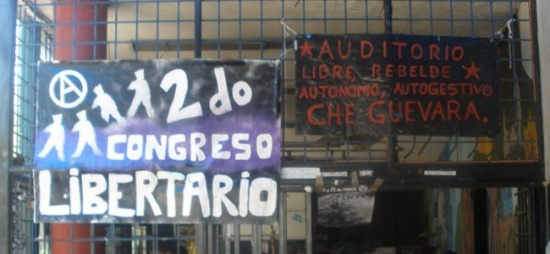 2do
CONGRESO
LIBERTARIO
AUDITORIO
LIBRE, REBELDE
AUTONOMO, AUTOGESTIVO
CHE GUEVARA.